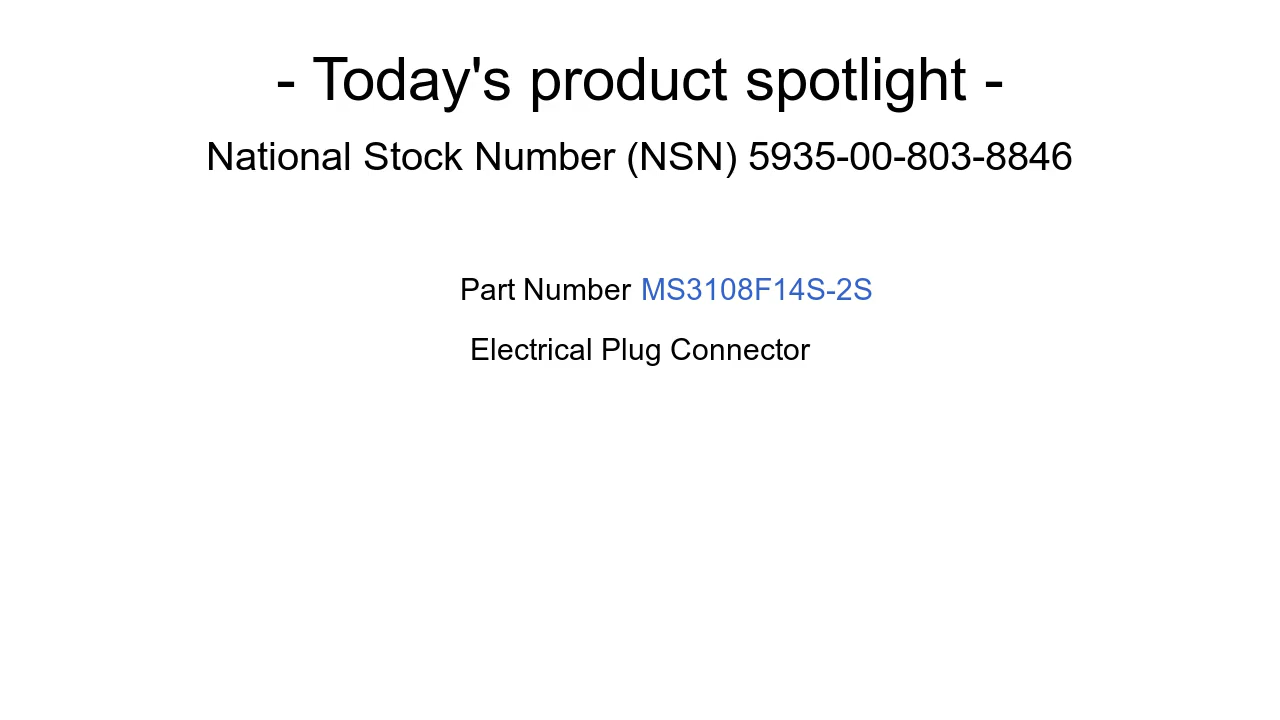 - Today's product spotlight -
National Stock Number (NSN) 5935-00-803-8846
Part Number MS3108F14S-2S
Electrical Plug Connector